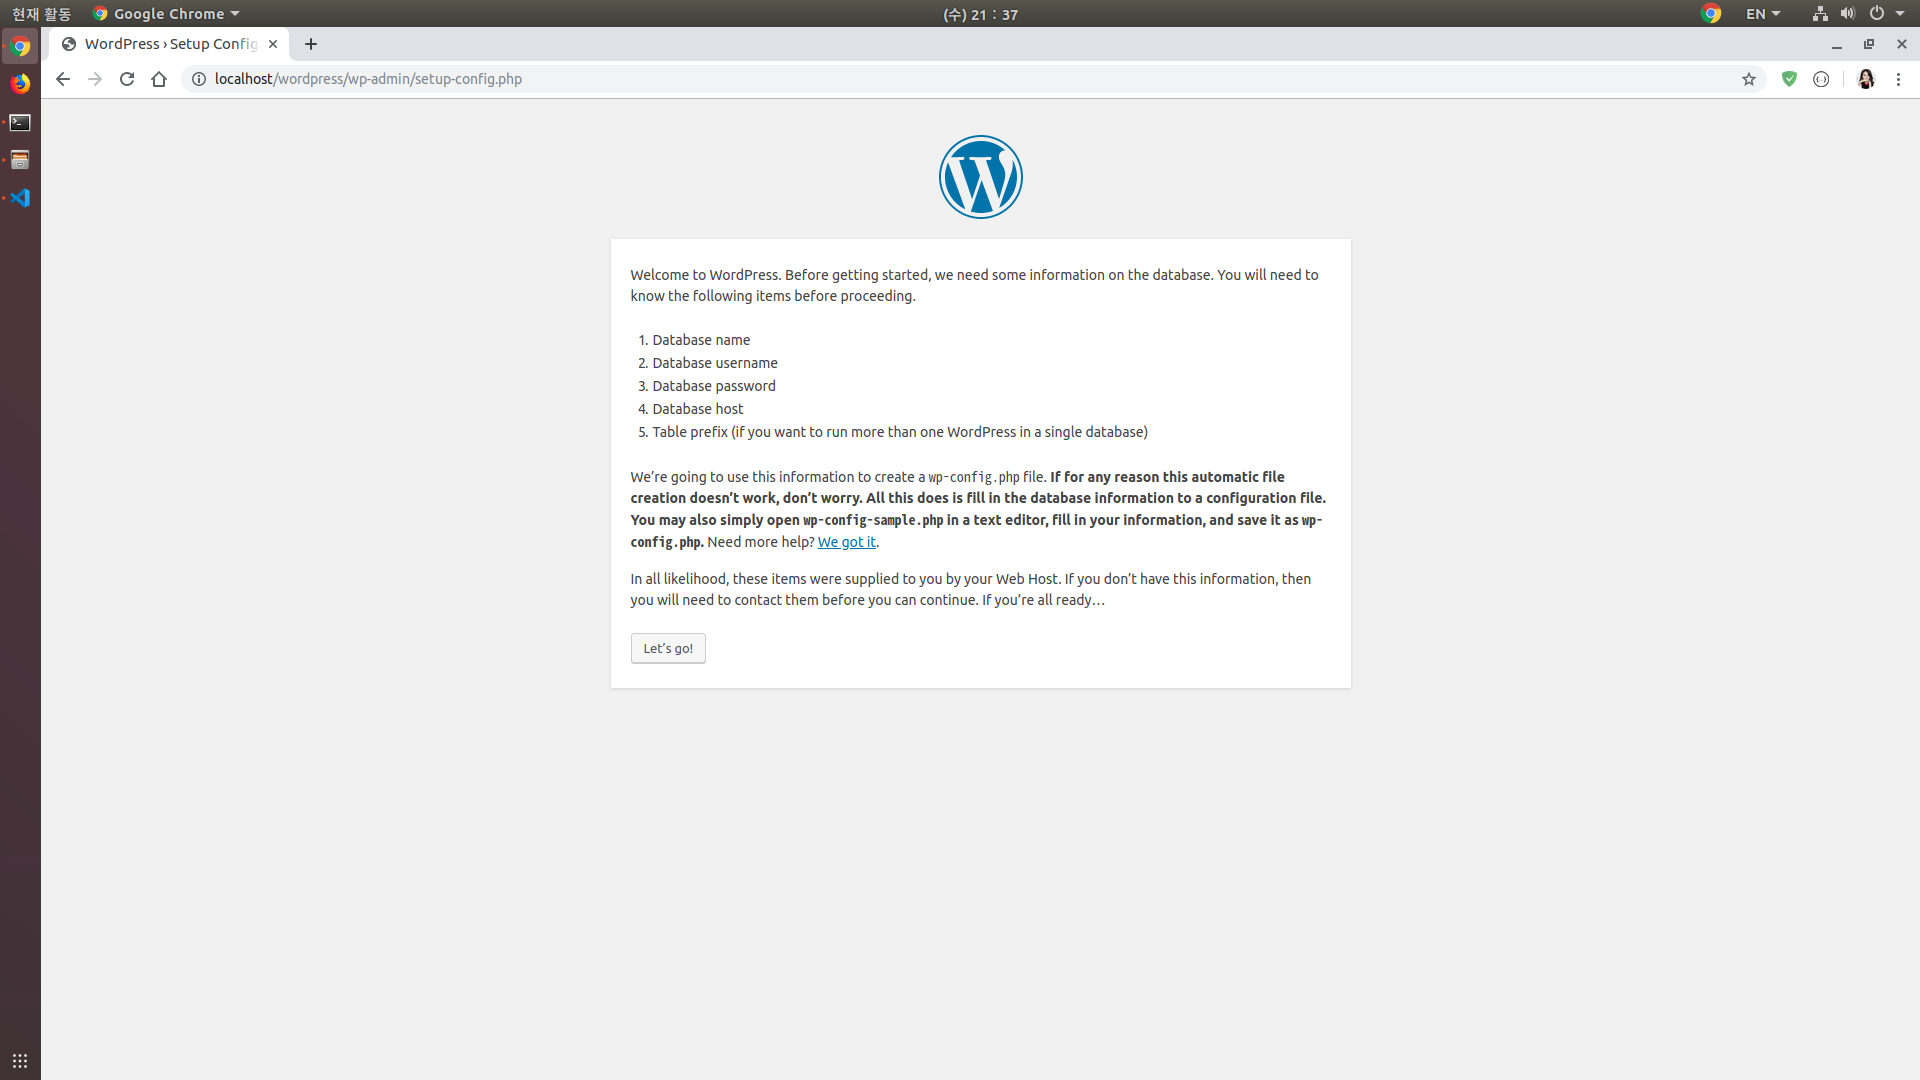 현재 활동 Google Chrome (수) 21 : 37 EN
WordPress › Setup Config
localhost/wordpress/wp-admin/setup-config.php
Welcome to WordPress. Before getting started, we need some information on the database. You will need to
know the following items before proceeding.
1. Database name
2. Database username
3. Database password
4. Database host
5. Table prefix (if you want to run more than one WordPress in a single database)
We’re going to use this information to create a wp-config.php file. If for any reason this automatic file
creation doesn’t work, don’t worry. All this does is fill in the database information to a configuration file.
You may also simply open wp-config-sample.php in a text editor, fill in your information, and save it as wp-
config.php. Need more help? We got it.
In all likelihood, these items were supplied to you by your Web Host. If you don’t have this information, then
you will need to contact them before you can continue. If you’re all ready…
Let’s go!